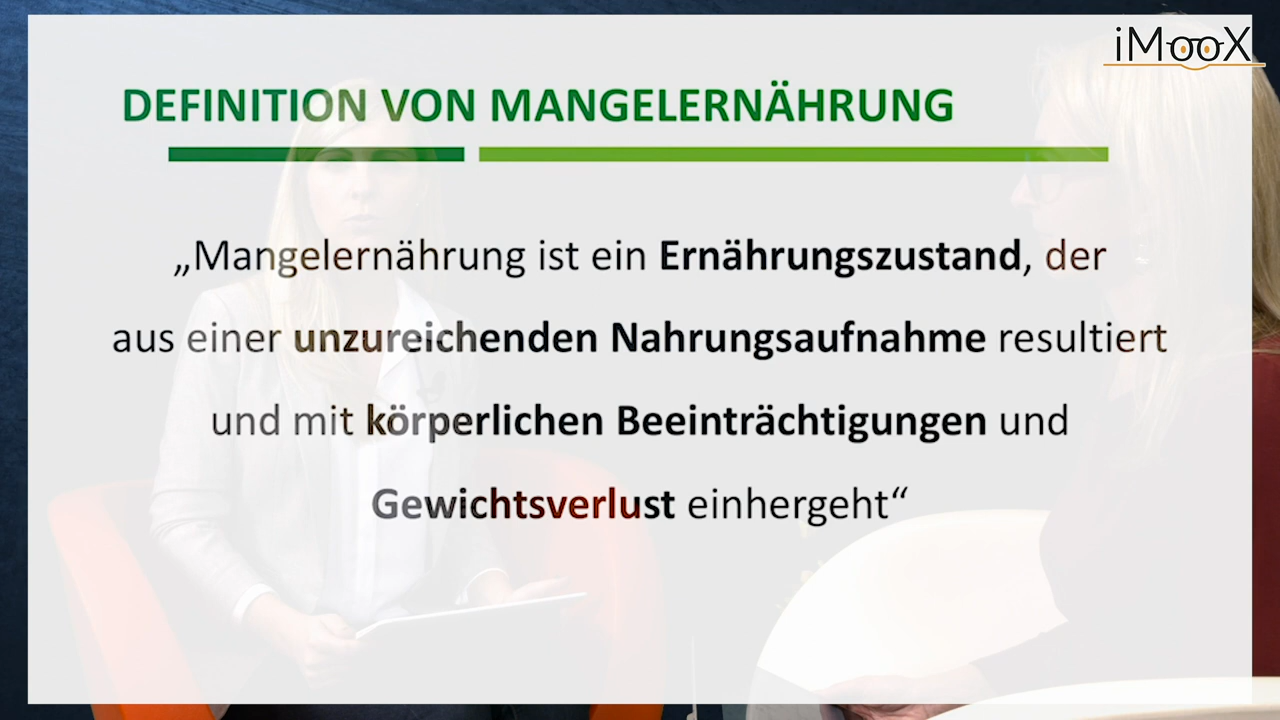 iMooX
DEFINITION VON MANGELERNÄHRUNG
„Mangelernährung ist ein Ernährungszustand, der
aus einer unzureichenden Nahrungsaufnahme resultiert
und mit körperlichen Beeinträchtigungen und
Gewichtsverlust einhergeht“